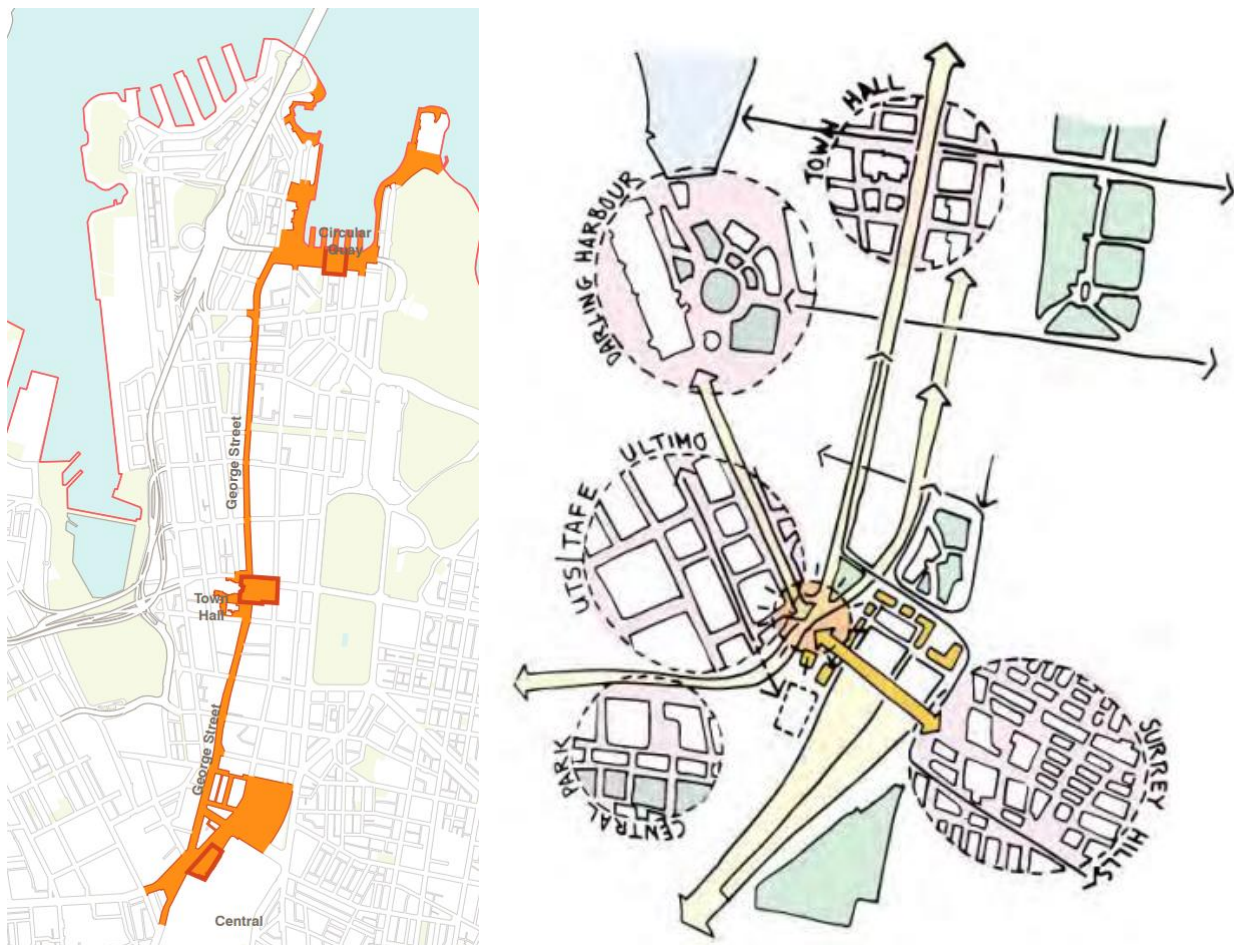 Circular
Quay
George Street
Town
Hall
George Street
Central
TOWN HALL
DARLING HARBOUR
ULTIMO
UTS/TAFE
CENTRAL
PARK
SURREY
HILLS